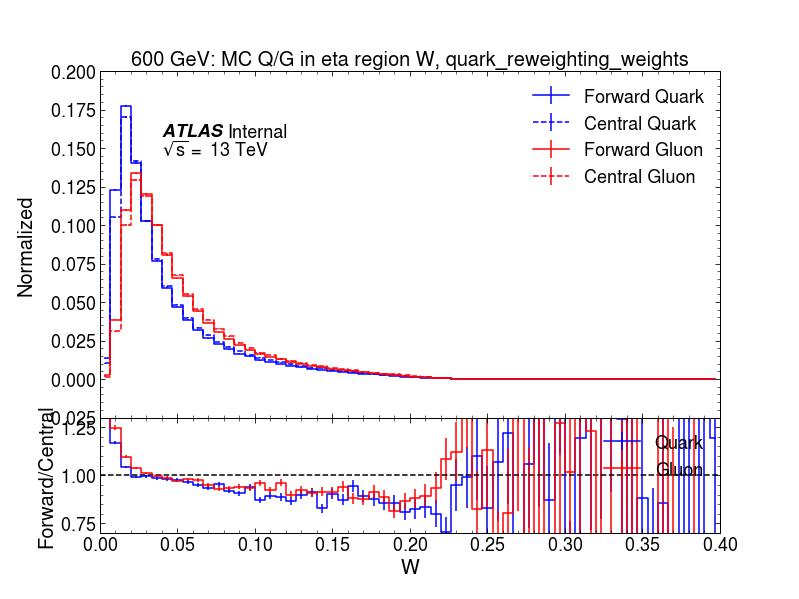 600 GeV: MC Q/G in eta region W, quark_reweighting_weights
0.200
0.175
0.150
0.125
0.100
0.075
0.050
0.025
0.000
0.025
Normalized
ATLAS Internal
√s = 13 TeV
Forward Quark
Central Quark
Forward Gluon
Central Gluon
1.25
1.00
0.75
Forward/Central
Quark
Gluon
0.00 0.05 0.10 0.15 0.20 0.25 0.30 0.35 0.40
W